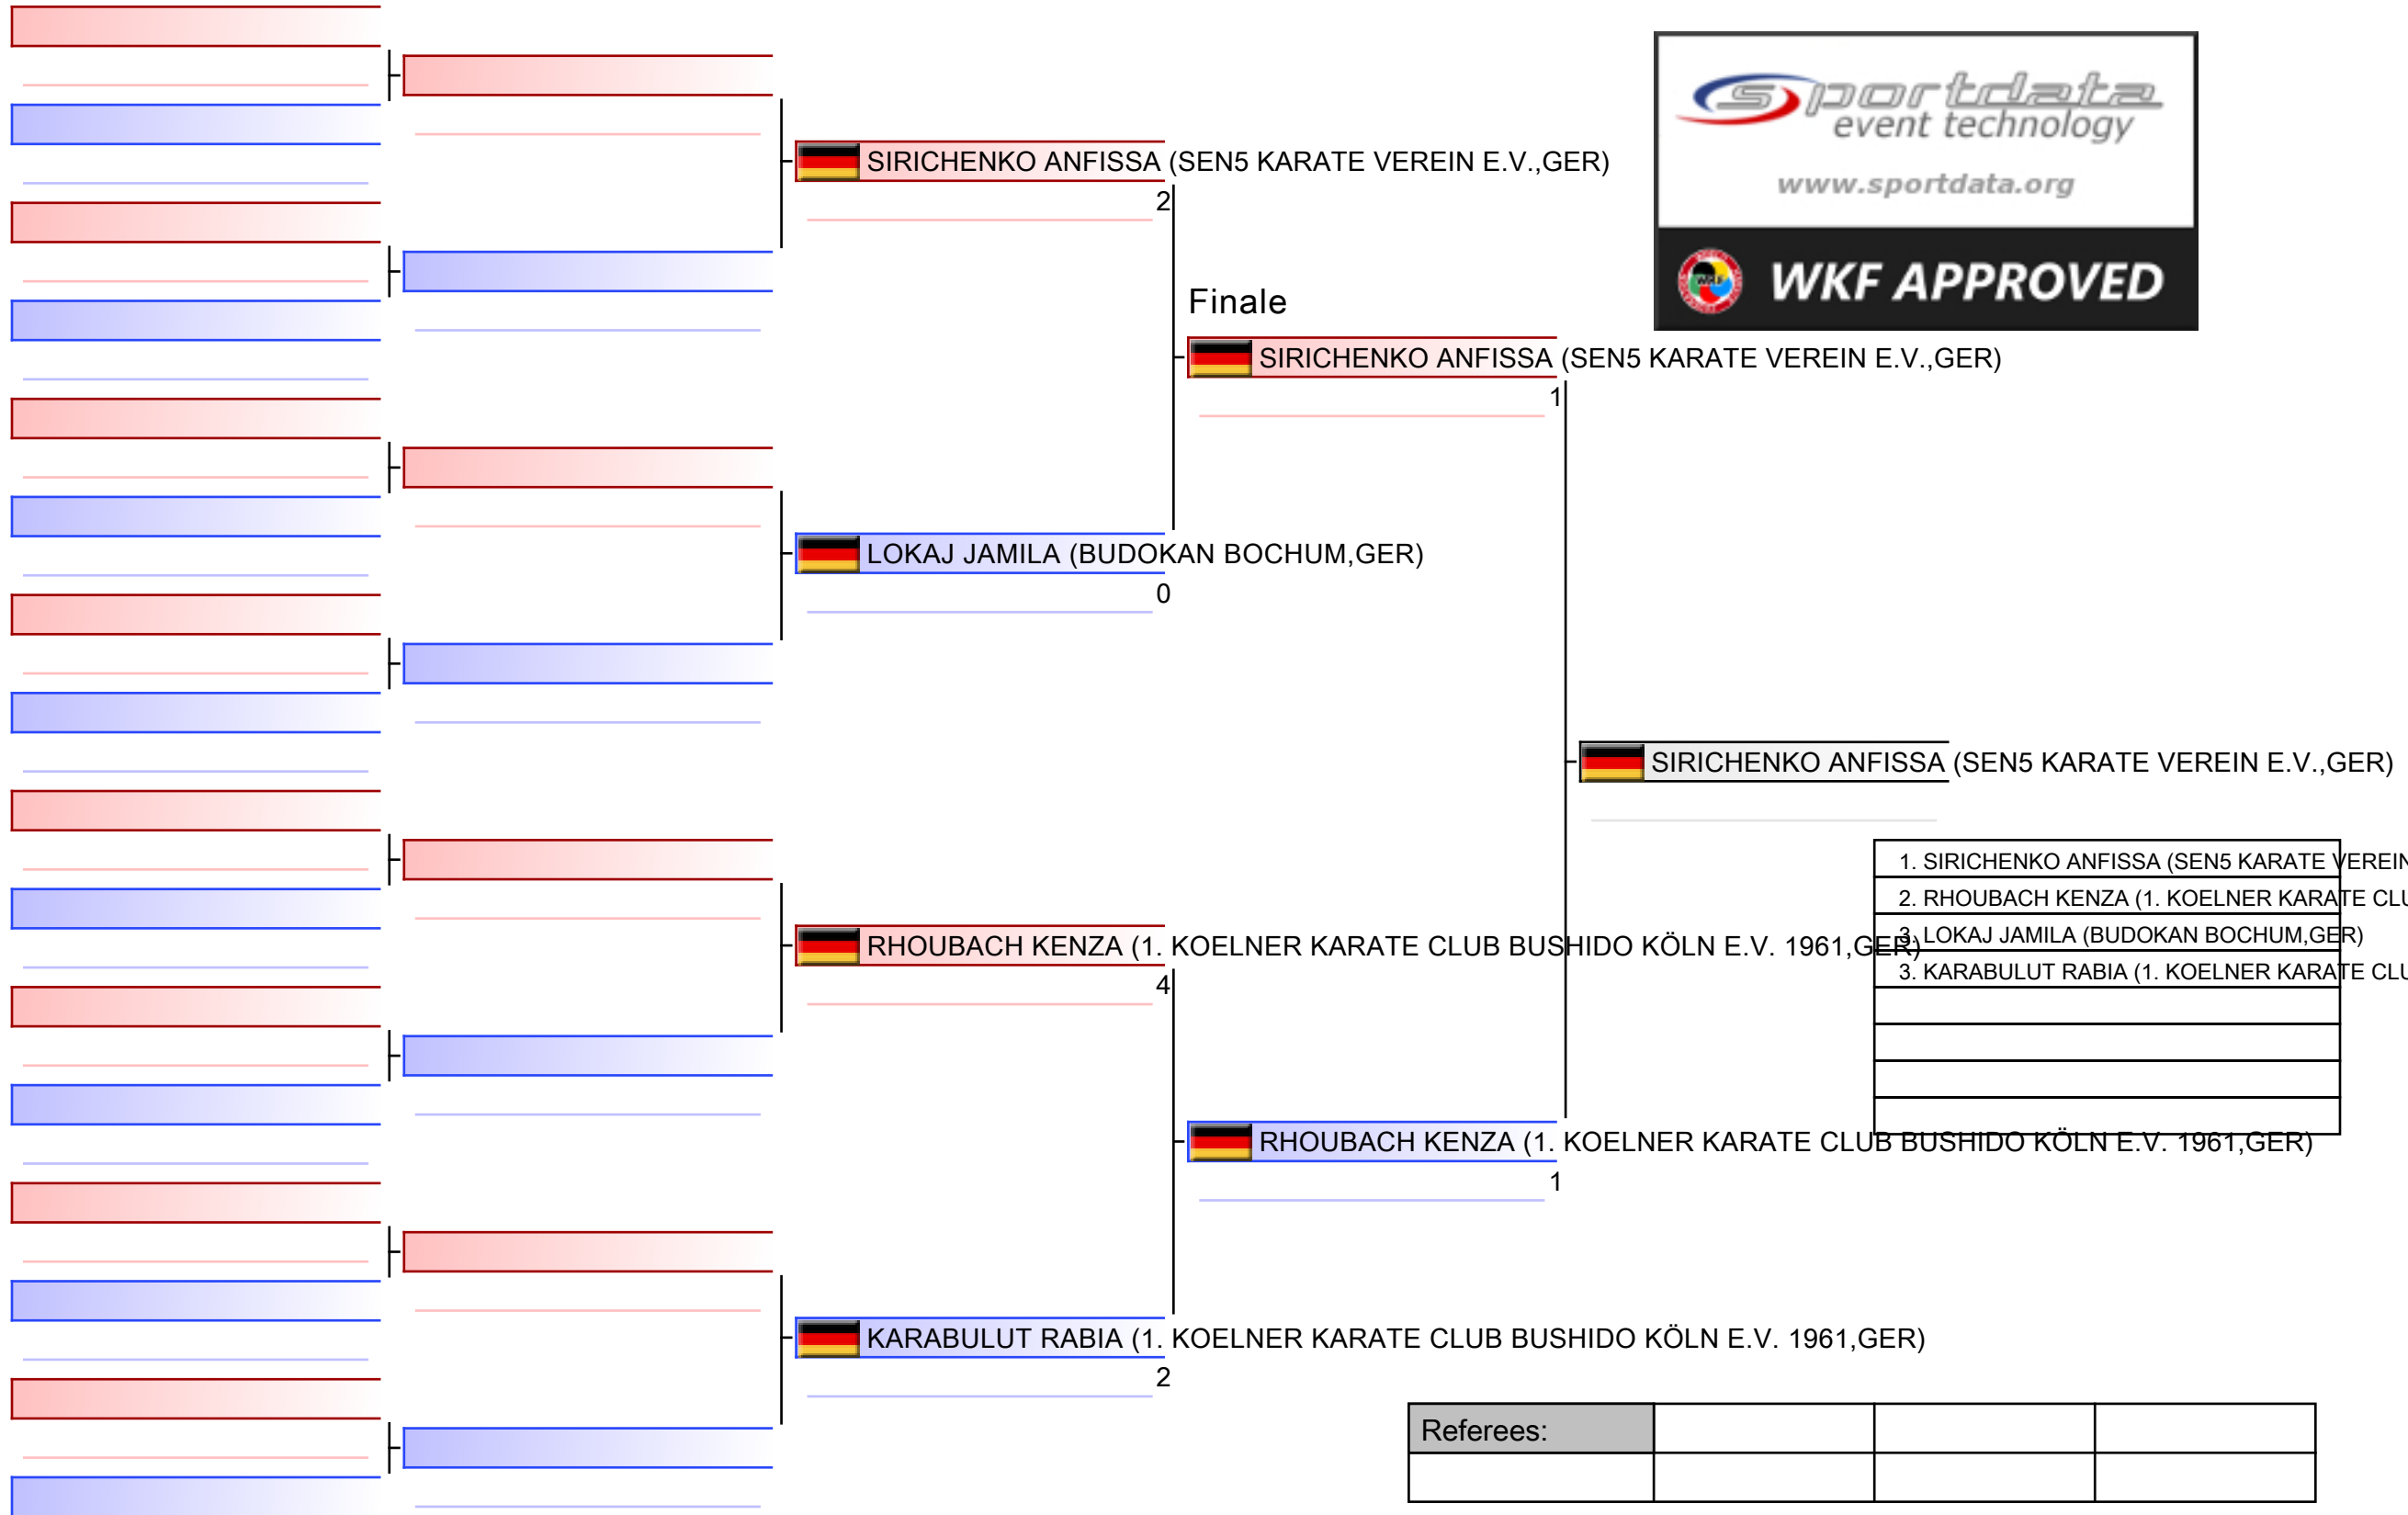 sportdata
event technology
www.sportdata.org
WKF APPROVED
SIRICHENKO ANFISSA (SEN5 KARATE VEREIN E.V.,GER)
2
Finale
SIRICHENKO ANFISSA (SEN5 KARATE VEREIN E.V.,GER)
1
LOKAJ JAMILA (BUDOKAN BOCHUM,GER)
0
SIRICHENKO ANFISSA (SEN5 KARATE VEREIN E.V.,GER)
1. SIRICHENKO ANFISSA (SEN5 KARATE VEREIN
2. RHOUBACH KENZA (1. KOELNER KARATE CLU
3. LOKAJ JAMILA (BUDOKAN BOCHUM,GER)
3. KARABULUT RABIA (1. KOELNER KARATE CLU
RHOUBACH KENZA (1. KOELNER KARATE CLUB BUSHIDO KÖLN E.V. 1961,GER)
4
RHOUBACH KENZA (1. KOELNER KARATE CLUB BUSHIDO KÖLN E.V. 1961,GER)
1
KARABULUT RABIA (1. KOELNER KARATE CLUB BUSHIDO KÖLN E.V. 1961,GER)
2
Referees: